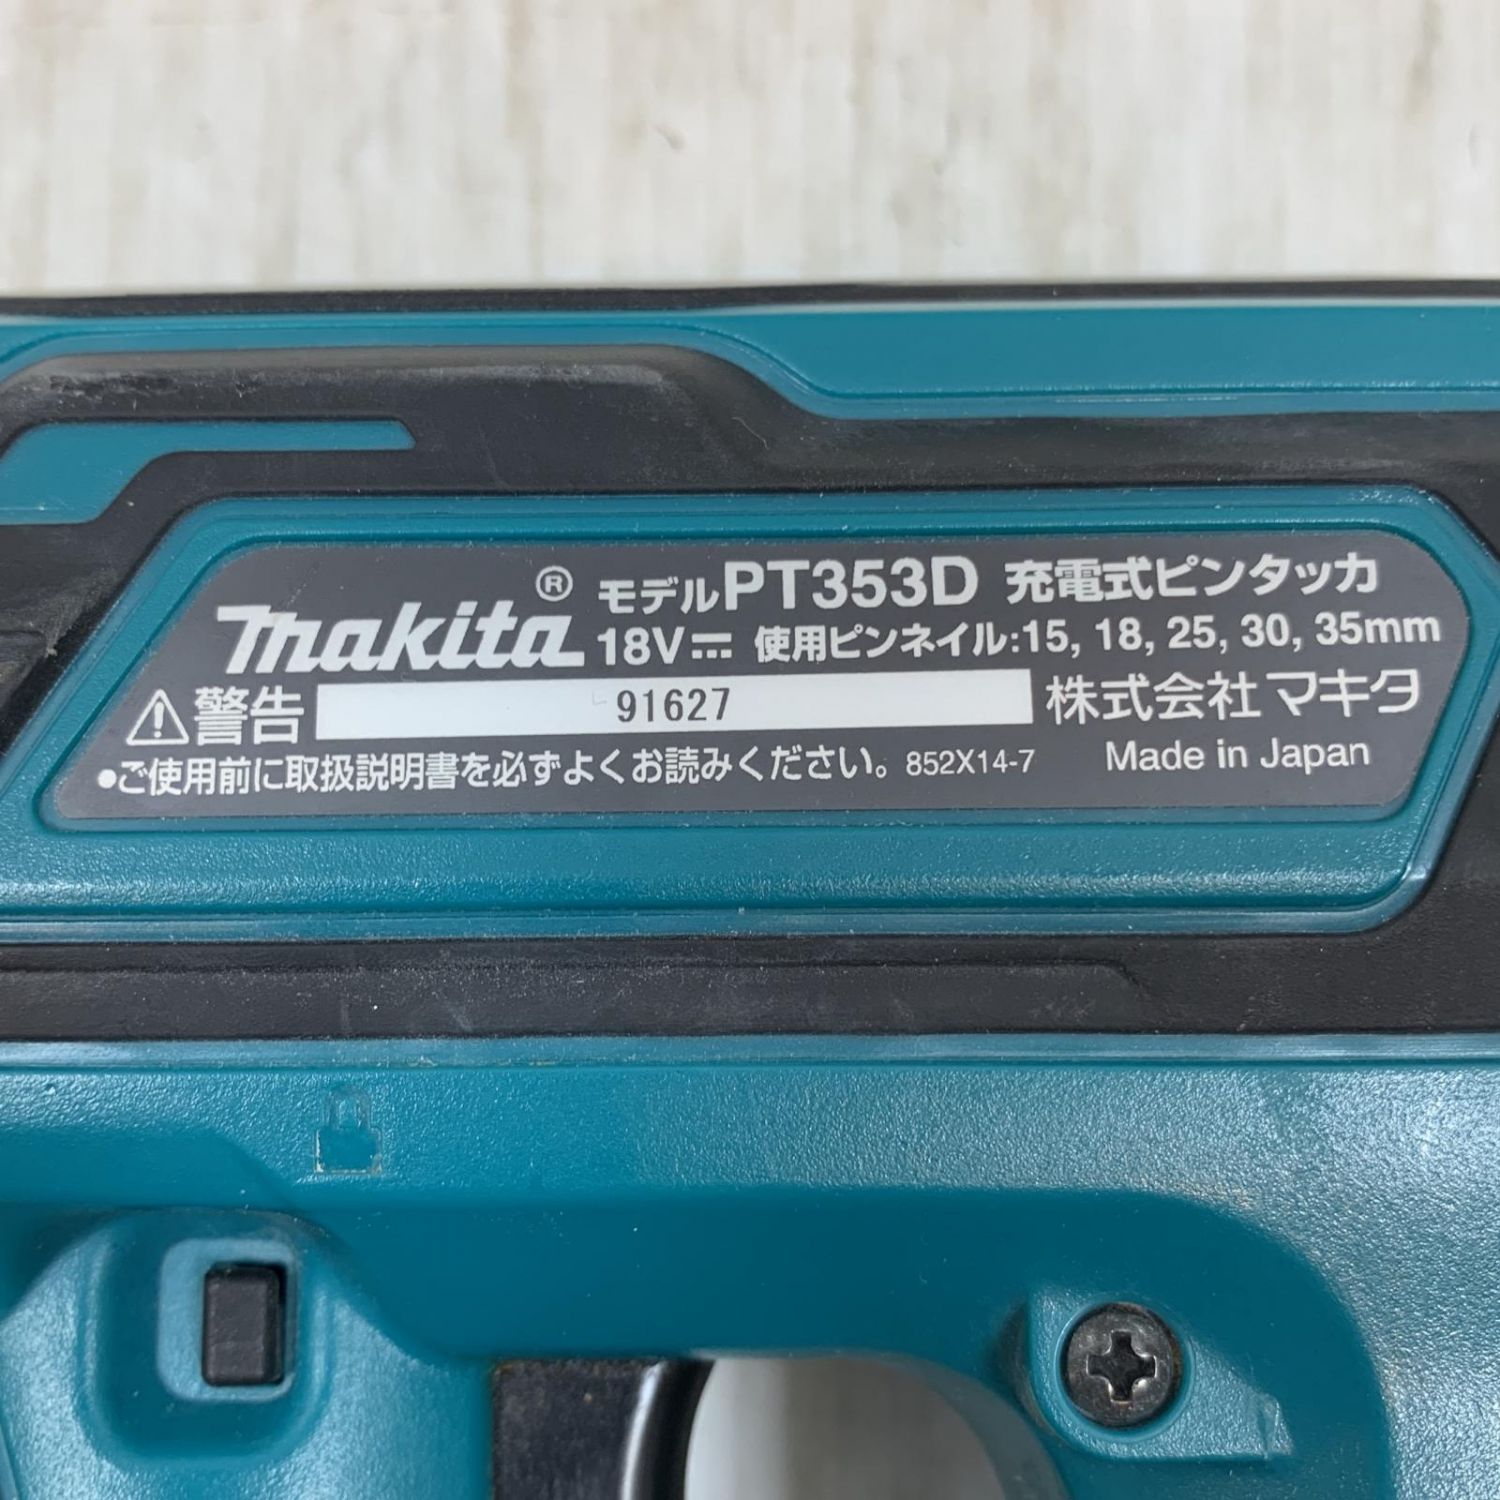 makita® モデルPT353D 充電式ピンタッカ
18V 使用ピンネイル:15, 18, 25, 30, 35mm
警告 91627 株式会社マキタ
●ご使用前に取扱説明書を必ずよくお読みください。 852X14-7 Made in Japan